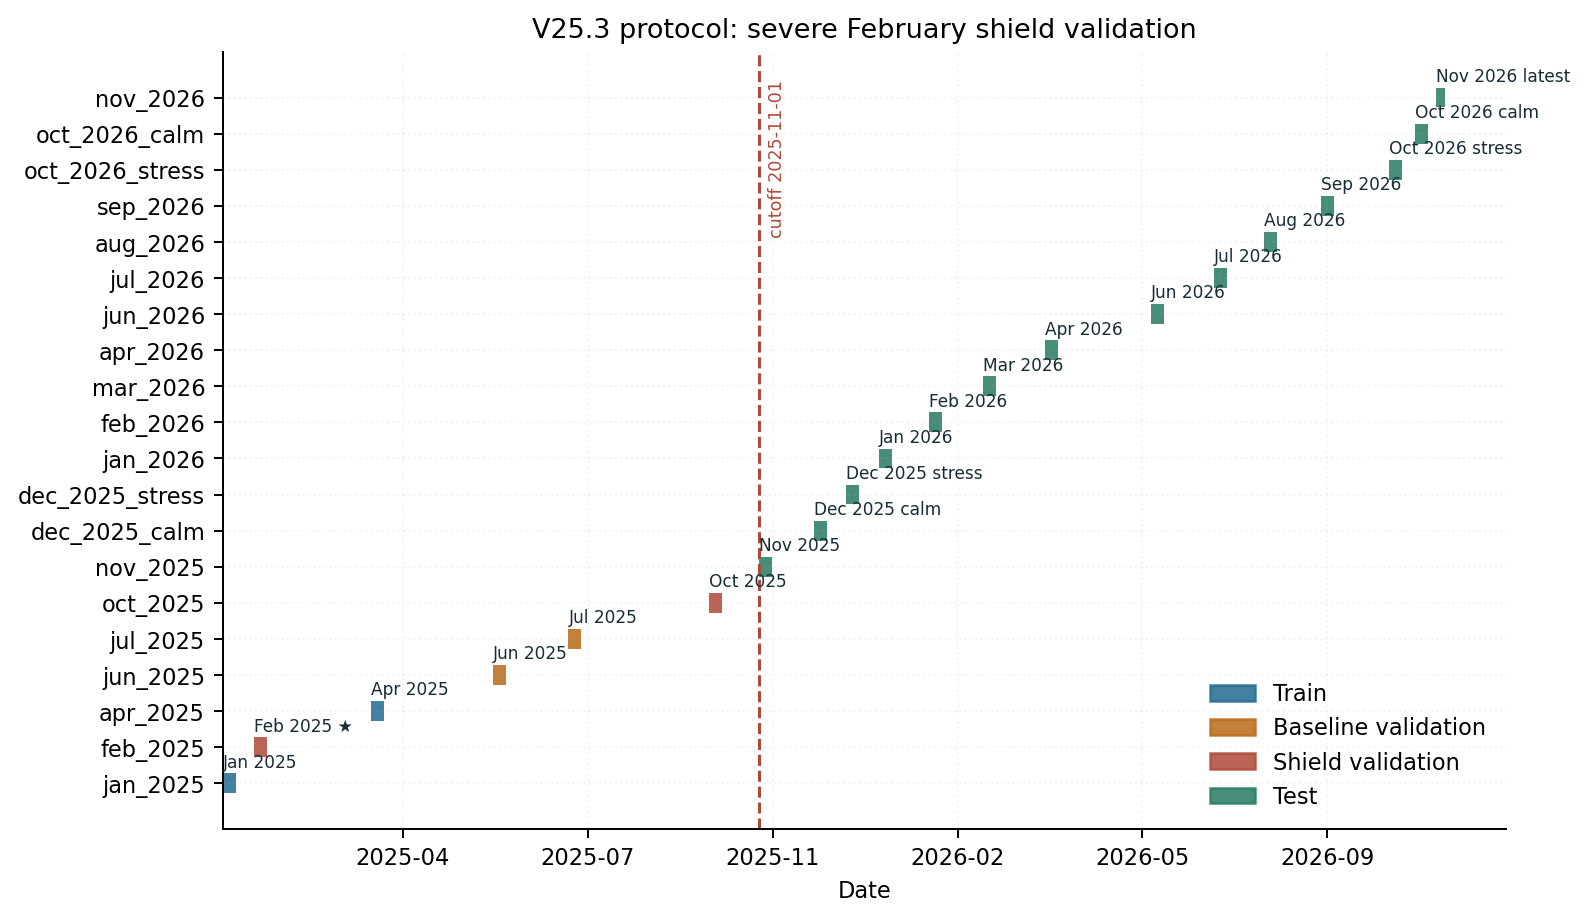 V25.3 protocol: severe February shield validation
nov_2026
oct_2026_calm
oct_2026_stress
sep_2026
aug_2026
jul_2026
jun_2026
apr_2026
mar_2026
feb_2026
jan_2026
dec_2025_stress
dec_2025_calm
nov_2025
oct_2025
jul_2025
jun_2025
apr_2025
feb_2025
jan_2025
Nov 2026 latest
Oct 2026 calm
Oct 2026 stress
Sep 2026
Aug 2026
Jul 2026
Jun 2026
Apr 2026
Mar 2026
Feb 2026
Jan 2026
Dec 2025 stress
Dec 2025 calm
Nov 2025
Oct 2025
Jul 2025
Jun 2025
Apr 2025
Feb 2025 ★
Jan 2025
cutoff 2025-11-01
Train
Baseline validation
Shield validation
Test
2025-04
2025-07
2025-11
2026-02
2026-05
2026-09
Date